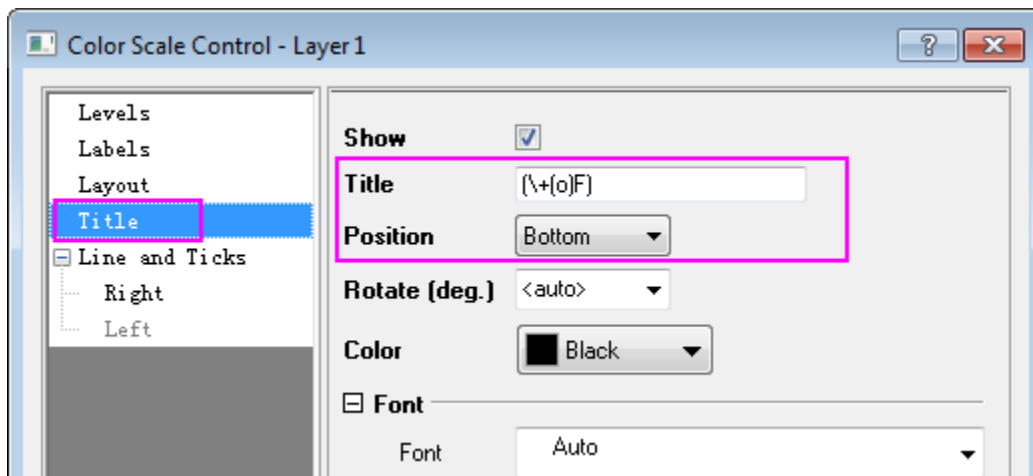 Color Scale Control - Layer 1
Levels
Labels
Layout
Title
Line and Ticks
Right
Left
Show
Title (\+(o)F)
Position Bottom
Rotate (deg.) <auto>
Color Black
Font
Font Auto